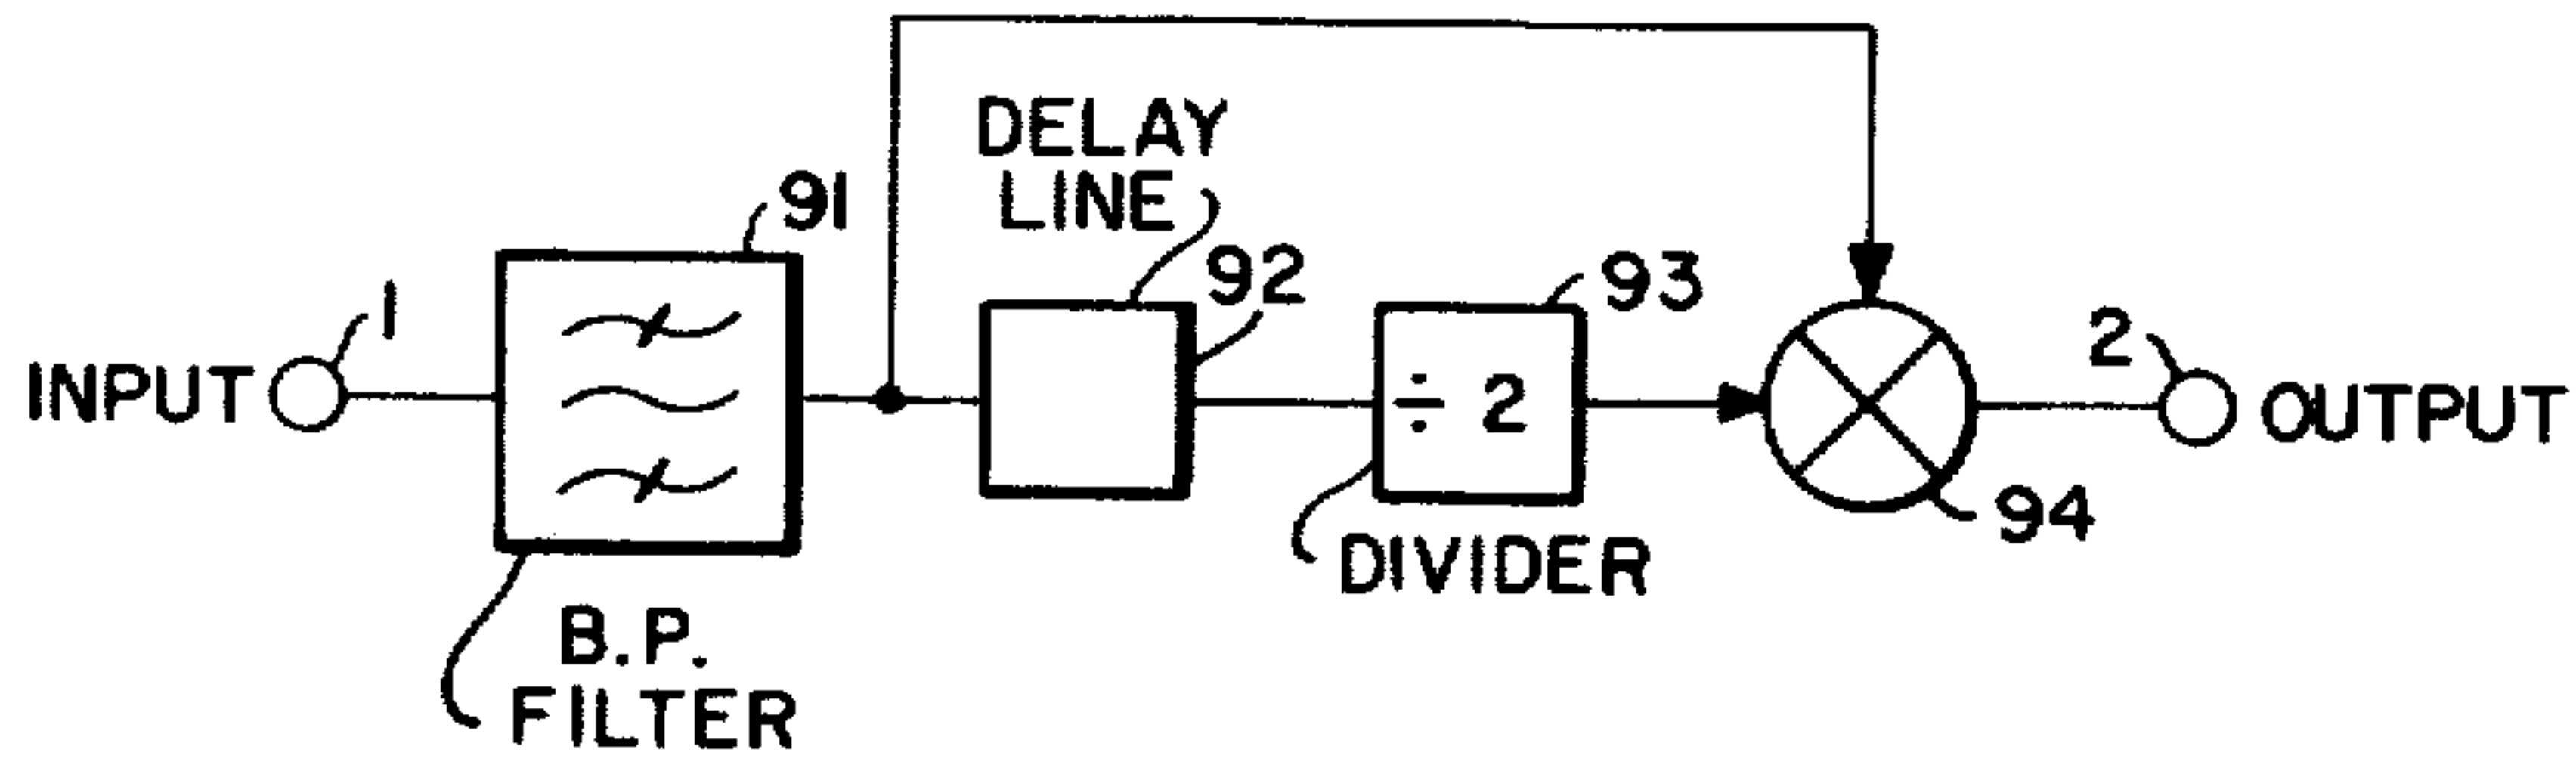 DELAY
LINE
91
92
93
1
2
INPUT
÷ 2
OUTPUT
94
DIVIDER
B.P.
FILTER